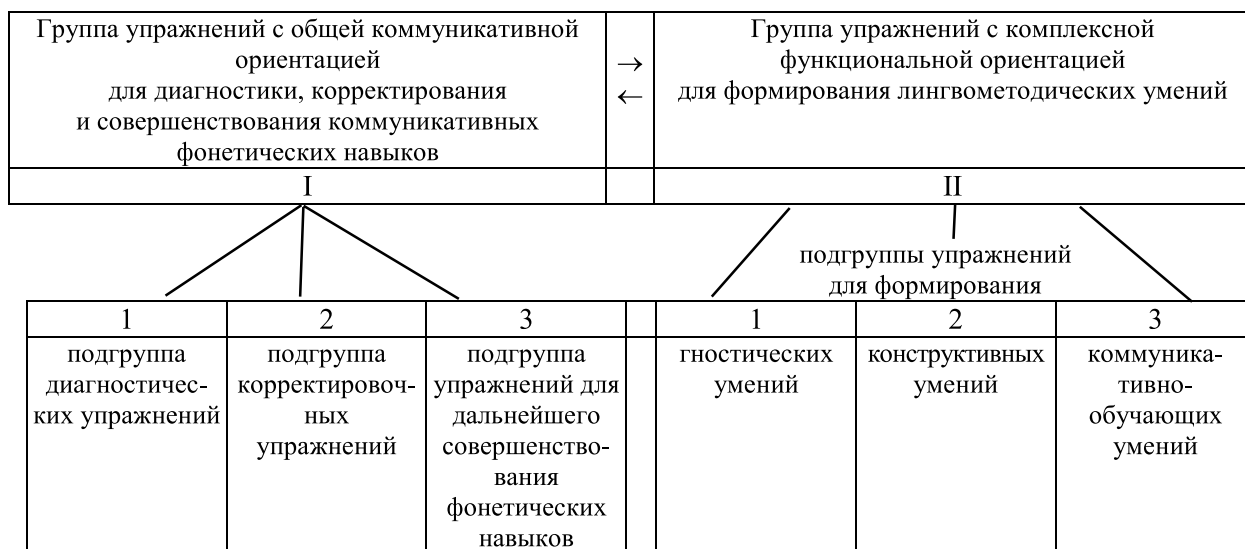 Группа упражнений с общей коммуникативной
ориентацией
для диагностики, корректирования
и совершенствования коммуникативных
фонетических навыков
→
←
Группа упражнений с комплексной
функциональной ориентацией
для формирования лингвометодических умений
I
II
подгруппы упражнений
для формирования
1
2
3
1
2
3
подгруппа
диагностичес-
ких упражнений
подгруппа
корректировоч-
ных
упражнений
подгруппа
упражнений для
дальнейшего
совершенство-
вания
фонетических
навыков
гностических
умений
конструктивных
умений
коммуника-
тивно-
обучающих
умений